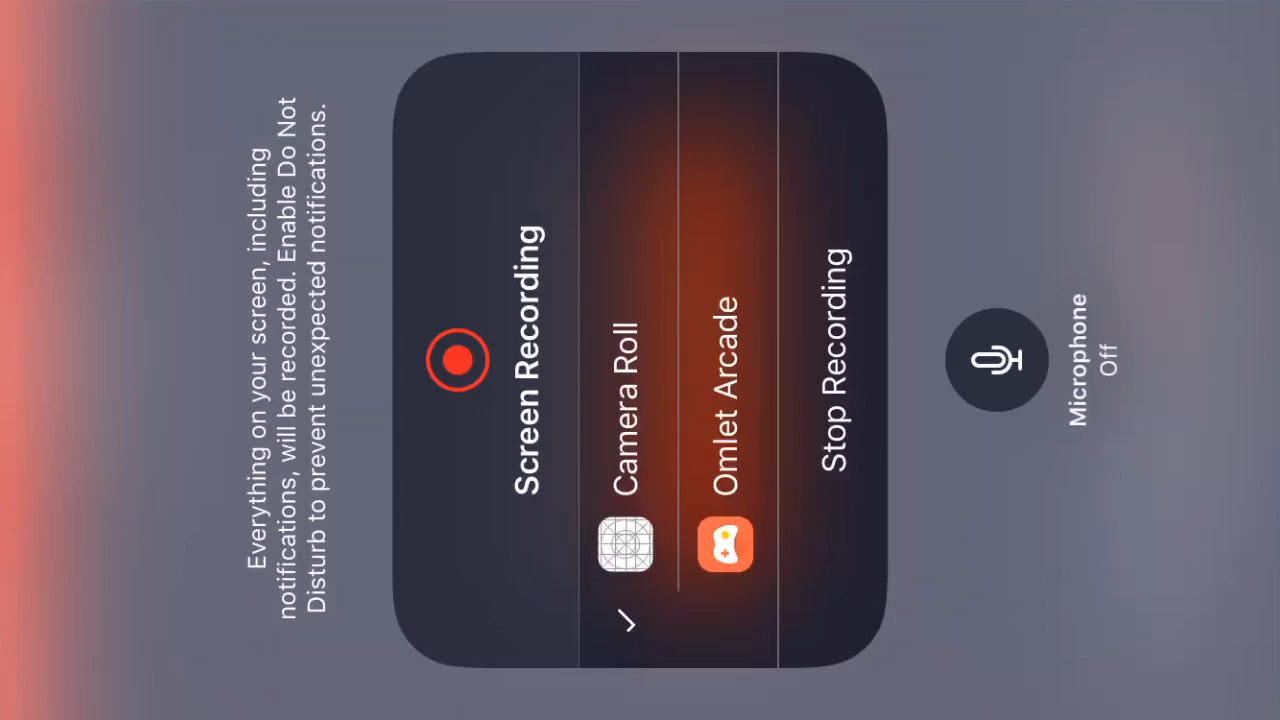 Everything on your screen, including
notifications, will be recorded. Enable Do Not
Disturb to prevent unexpected notifications.
Screen Recording
Camera Roll
Omlet Arcade
Stop Recording
Microphone
Off